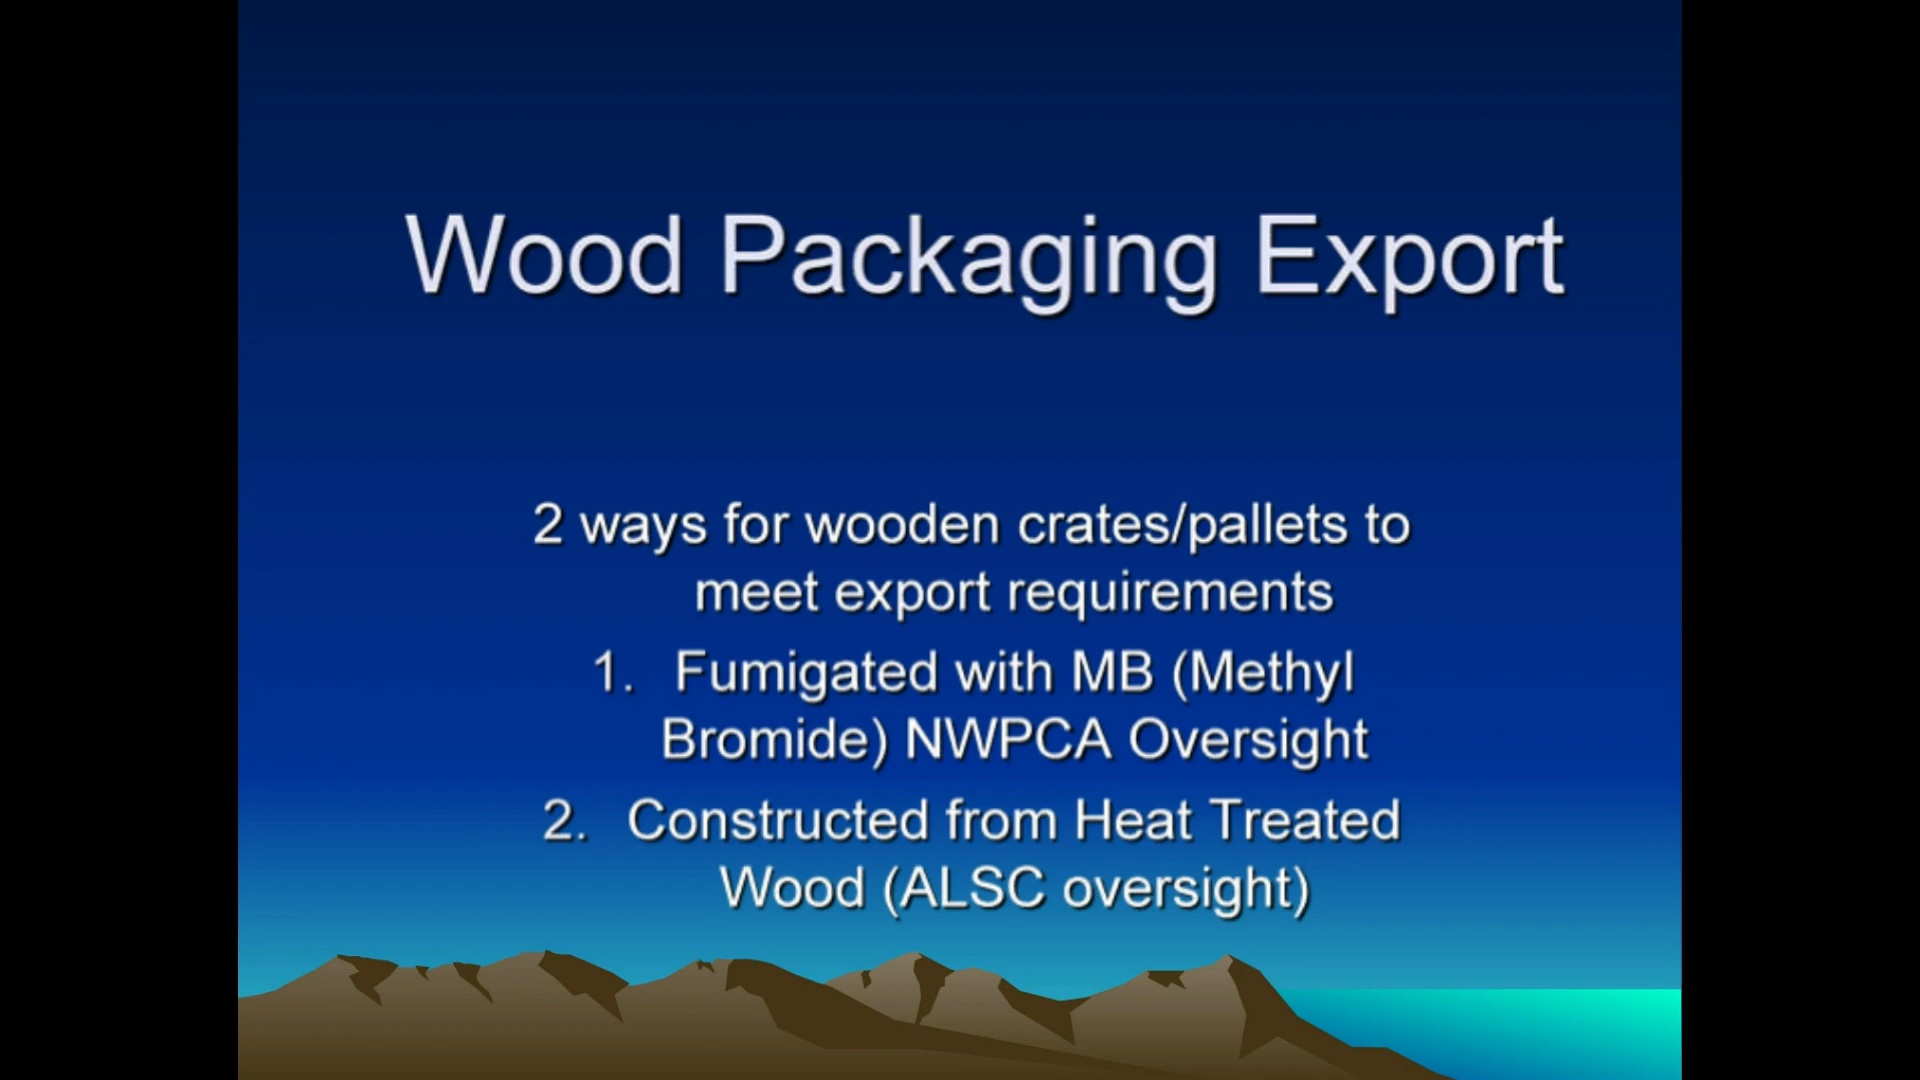 Wood Packaging Export
2 ways for wooden crates/pallets to
meet export requirements
1. Fumigated with MB (Methyl
Bromide) NWPCA Oversight
2. Constructed from Heat Treated
Wood (ALSC oversight)